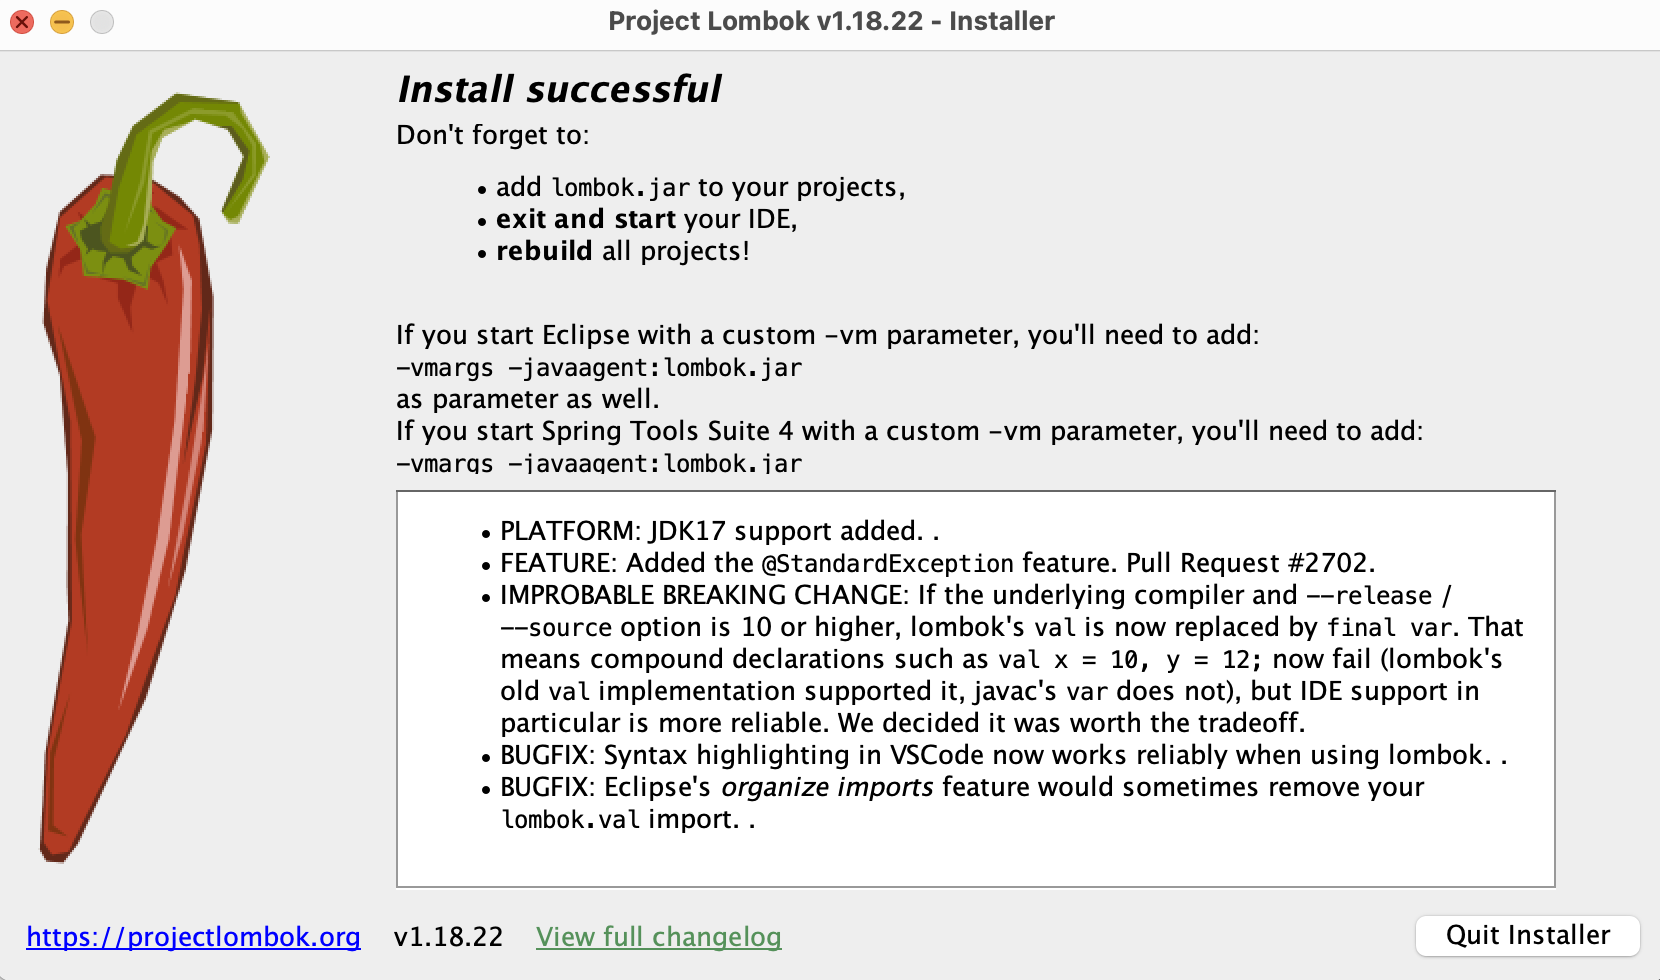 Project Lombok v1.18.22 - Installer
Install successful
Don't forget to:
• add lombok.jar to your projects,
• exit and start your IDE,
• rebuild all projects!
If you start Eclipse with a custom -vm parameter, you'll need to add:
-vmargs -javaagent:lombok.jar
as parameter as well.
If you start Spring Tools Suite 4 with a custom -vm parameter, you'll need to add:
-vmargs -javaagent:lombok.jar
• PLATFORM: JDK17 support added. .
• FEATURE: Added the @StandardException feature. Pull Request #2702.
• IMPROBABLE BREAKING CHANGE: If the underlying compiler and --release /
--source option is 10 or higher, lombok's val is now replaced by final var. That
means compound declarations such as val x = 10, y = 12; now fail (lombok's
old val implementation supported it, javac's var does not), but IDE support in
particular is more reliable. We decided it was worth the tradeoff.
• BUGFIX: Syntax highlighting in VSCode now works reliably when using lombok. .
• BUGFIX: Eclipse's organize imports feature would sometimes remove your
lombok.val import. .
https://projectlombok.org v1.18.22 View full changelog Quit Installer